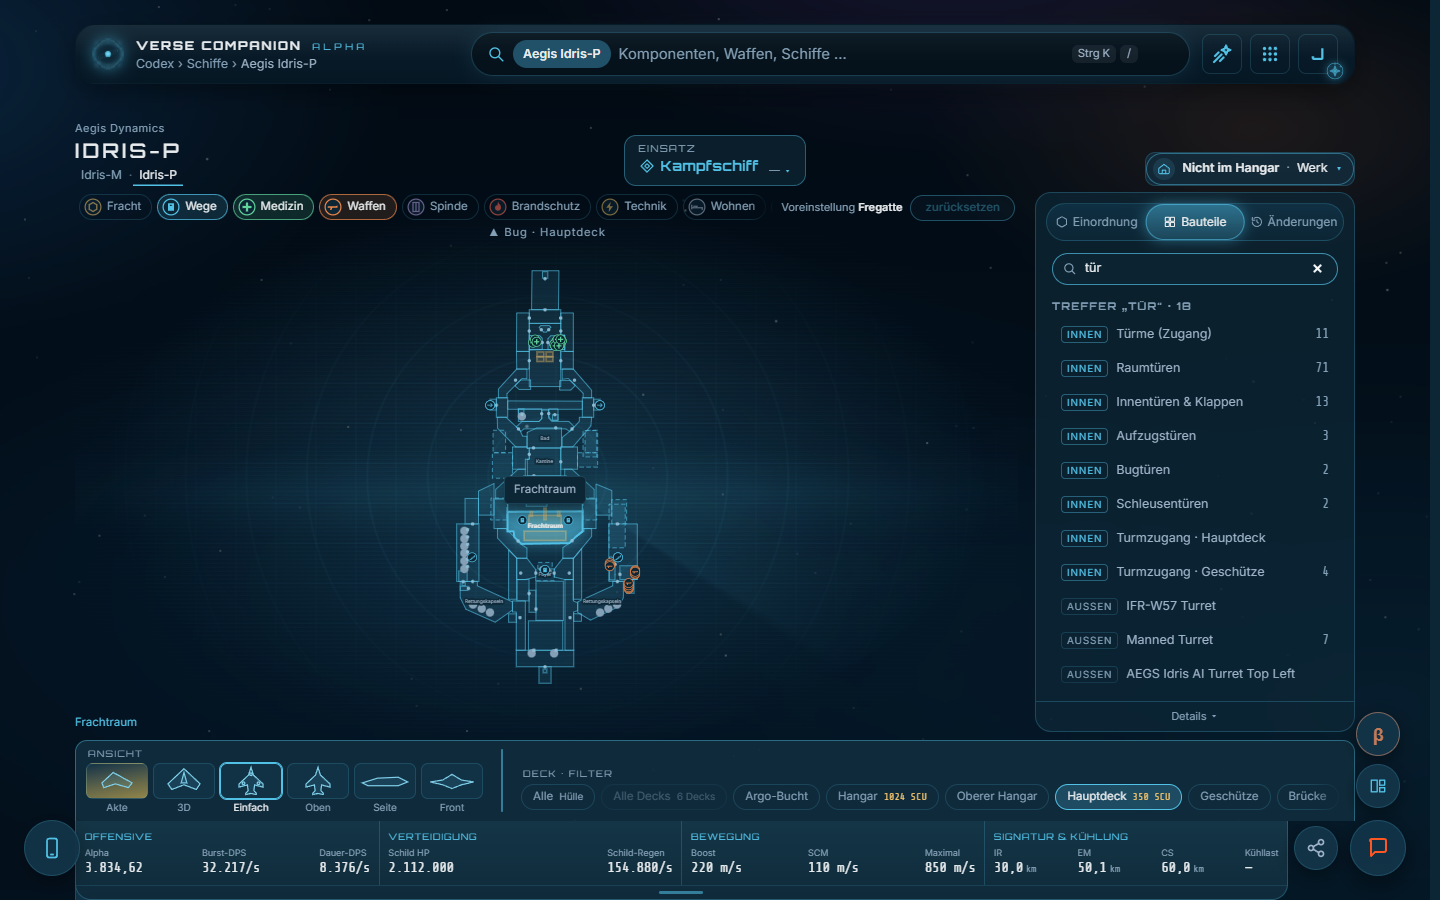 VERSE COMPANION ALPHA
Codex › Schiffe › Aegis Idris-P
Aegis Idris-P Komponenten, Waffen, Schiffe ... Strg K /
Aegis Dynamics
IDRIS-P
Idris-M · Idris-P
EINSATZ
Kampfschiff
Nicht im Hangar · Werk
Fracht Wege Medizin Waffen Spinde Brandschutz Technik Wohnen Voreinstellung Fregatte zurücksetzen
▲ Bug · Hauptdeck
Einordnung Bauteile Änderungen
tür
TREFFER „TÜR" · 18
INNEN Türme (Zugang) 11
INNEN Raumtüren 71
INNEN Innentüren & Klappen 13
INNEN Aufzugstüren 3
INNEN Bugtüren 2
INNEN Schleusentüren 2
INNEN Turmzugang · Hauptdeck
INNEN Turmzugang · Geschütze 4
AUSSEN IFR-W57 Turret
AUSSEN Manned Turret 7
AUSSEN AEGS Idris AI Turret Top Left
Details
Bad
Kantine
Frachtraum
Frachtraum
Rettungskapseln
Rettungskapseln
Frachtraum
β
ANSICHT
Akte 3D Einfach Oben Seite Front
DECK · FILTER
Alle Hülle Alle Decks 6 Decks Argo-Bucht Hangar 1024 SCU Oberer Hangar Hauptdeck 350 SCU Geschütze Brücke
OFFENSIVE
Alpha Burst-DPS Dauer-DPS
3.834,62 32.217/s 8.376/s
VERTEIDIGUNG
Schild HP Schild-Regen
2.112.000 154.880/s
BEWEGUNG
Boost SCM Maximal
220 m/s 110 m/s 850 m/s
SIGNATUR & KÜHLUNG
IR EM CS Kühllast
30,0 km 50,1 km 60,0 km –